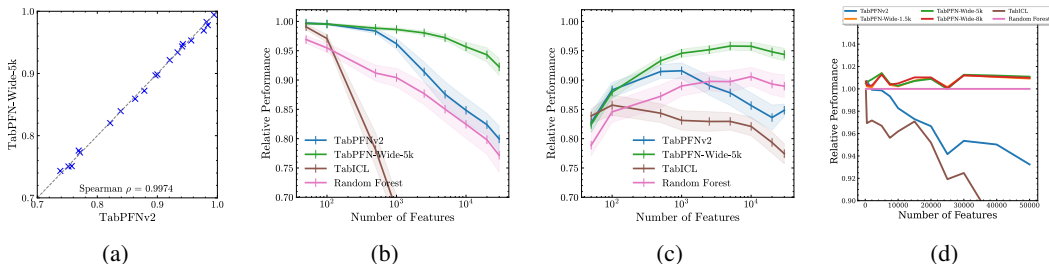 1.0
0.9
0.8
0.7
0.7
0.8
0.9
1.0
TabPFN-Wide-5k
TabPFNv2
Spearman ρ = 0.9974
(a)
1.00
0.95
0.90
0.85
0.80
0.75
0.70
10²
10³
10⁴
Relative Performance
Number of Features
TabPFNv2
TabPFN-Wide-5k
TabICL
Random Forest
(b)
1.00
0.95
0.90
0.85
0.80
0.75
0.70
10²
10³
10⁴
Relative Performance
Number of Features
TabPFNv2
TabPFN-Wide-5k
TabICL
Random Forest
(c)
TabPFNv2
TabPFN-Wide-1.5k
TabPFN-Wide-5k
TabPFN-Wide-8k
TabICL
Random Forest
1.04
1.02
1.00
0.98
0.96
0.94
0.92
0.90
0
10000
20000
30000
40000
50000
Relative Performance
Number of Features
(d)